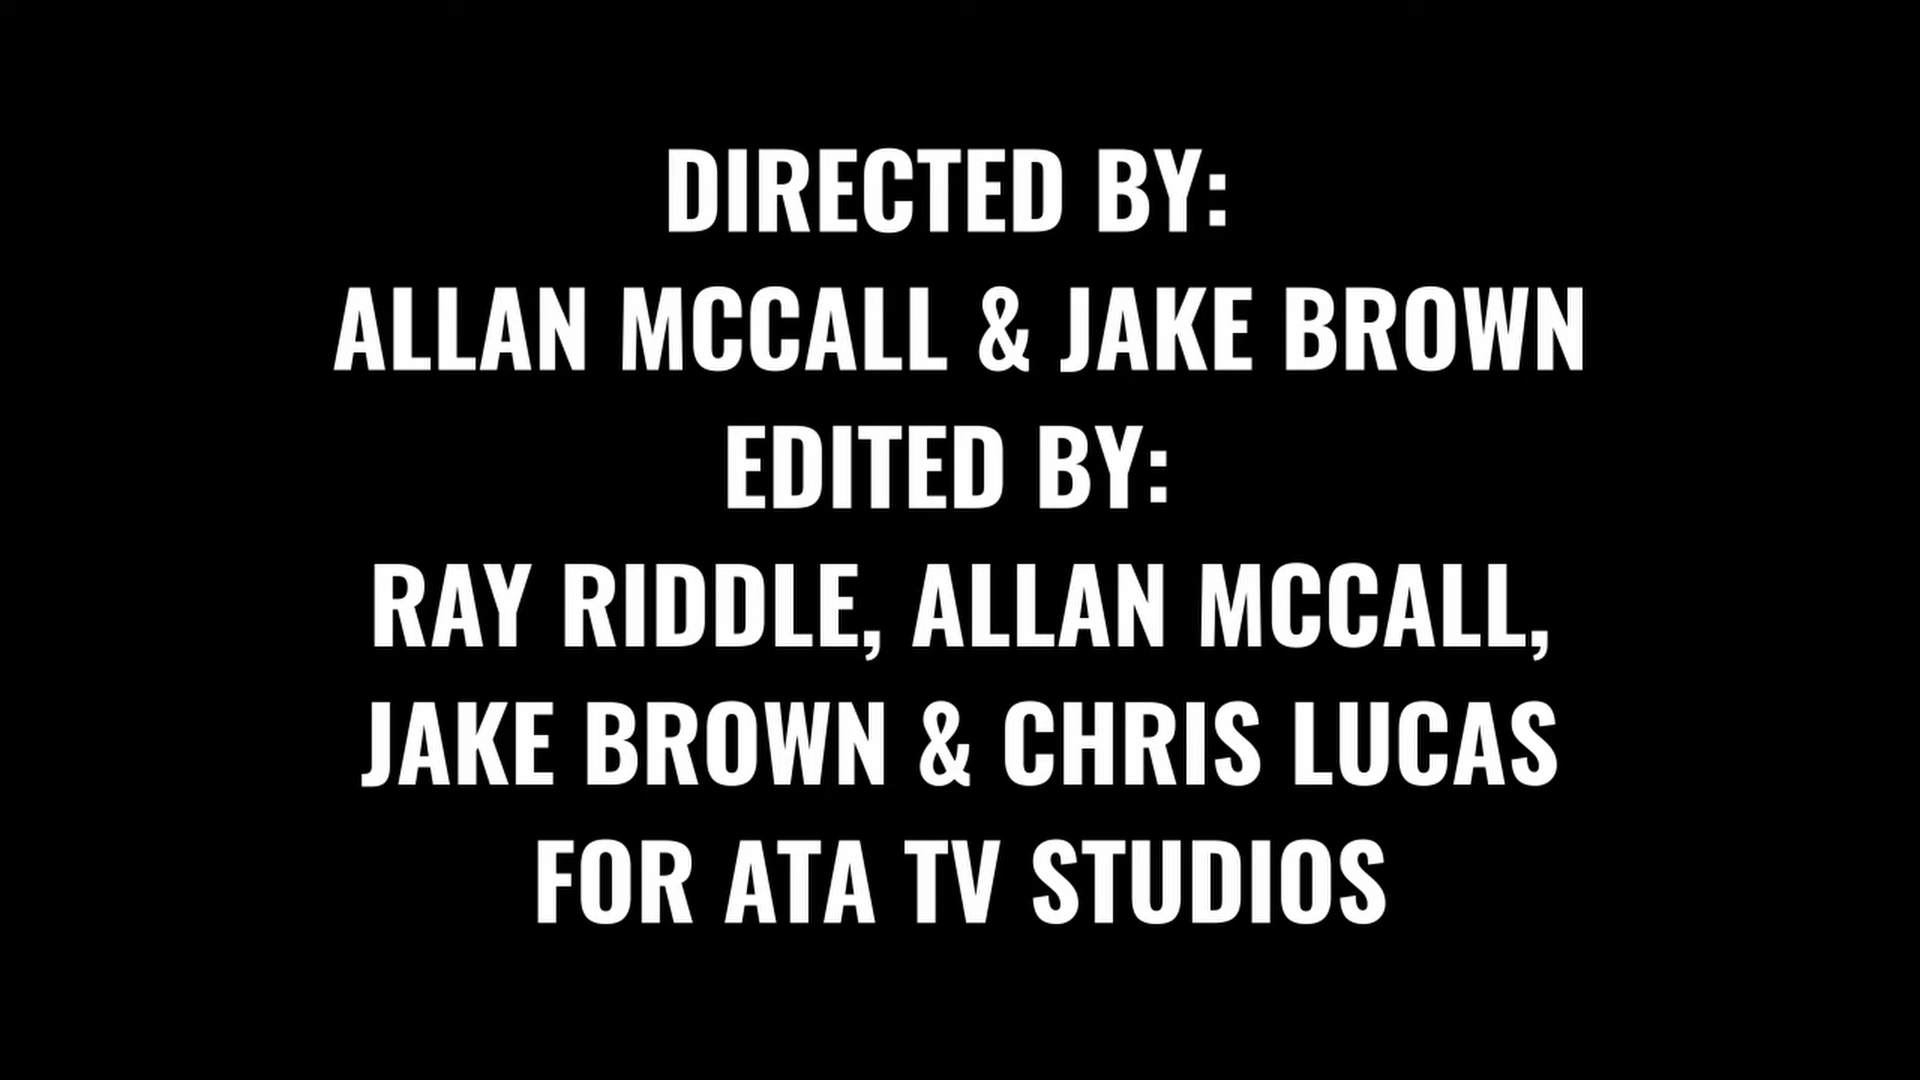 DIRECTED BY:
ALLAN MCCALL & JAKE BROWN
EDITED BY:
RAY RIDDLE, ALLAN MCCALL,
JAKE BROWN & CHRIS LUCAS
FOR ATA TV STUDIOS